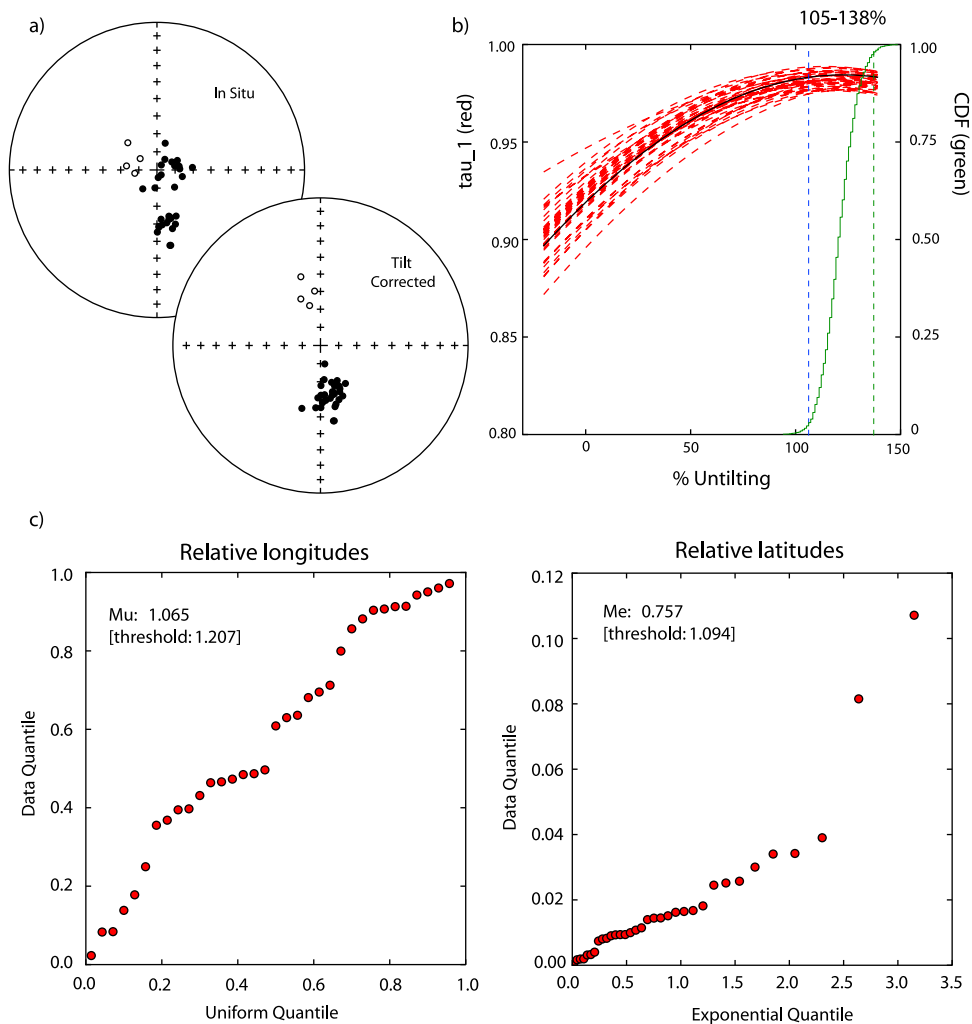 a)
In Situ
Tilt
Corrected
b)
105-138%
1.00
0.95
0.90
0.85
0.80
tau_1 (red)
1.00
0.75
0.50
0.25
0
CDF (green)
0
50
100
150
% Untilting
c)
Relative longitudes
Mu: 1.065
[threshold: 1.207]
1.0
0.8
0.6
0.4
0.2
0.0
Data Quantile
0.0 0.2 0.4 0.6 0.8 1.0
Uniform Quantile
Relative latitudes
Me: 0.757
[threshold: 1.094]
0.12
0.10
0.08
0.06
0.04
0.02
0.00
Data Quantile
0.0 0.5 1.0 1.5 2.0 2.5 3.0 3.5
Exponential Quantile